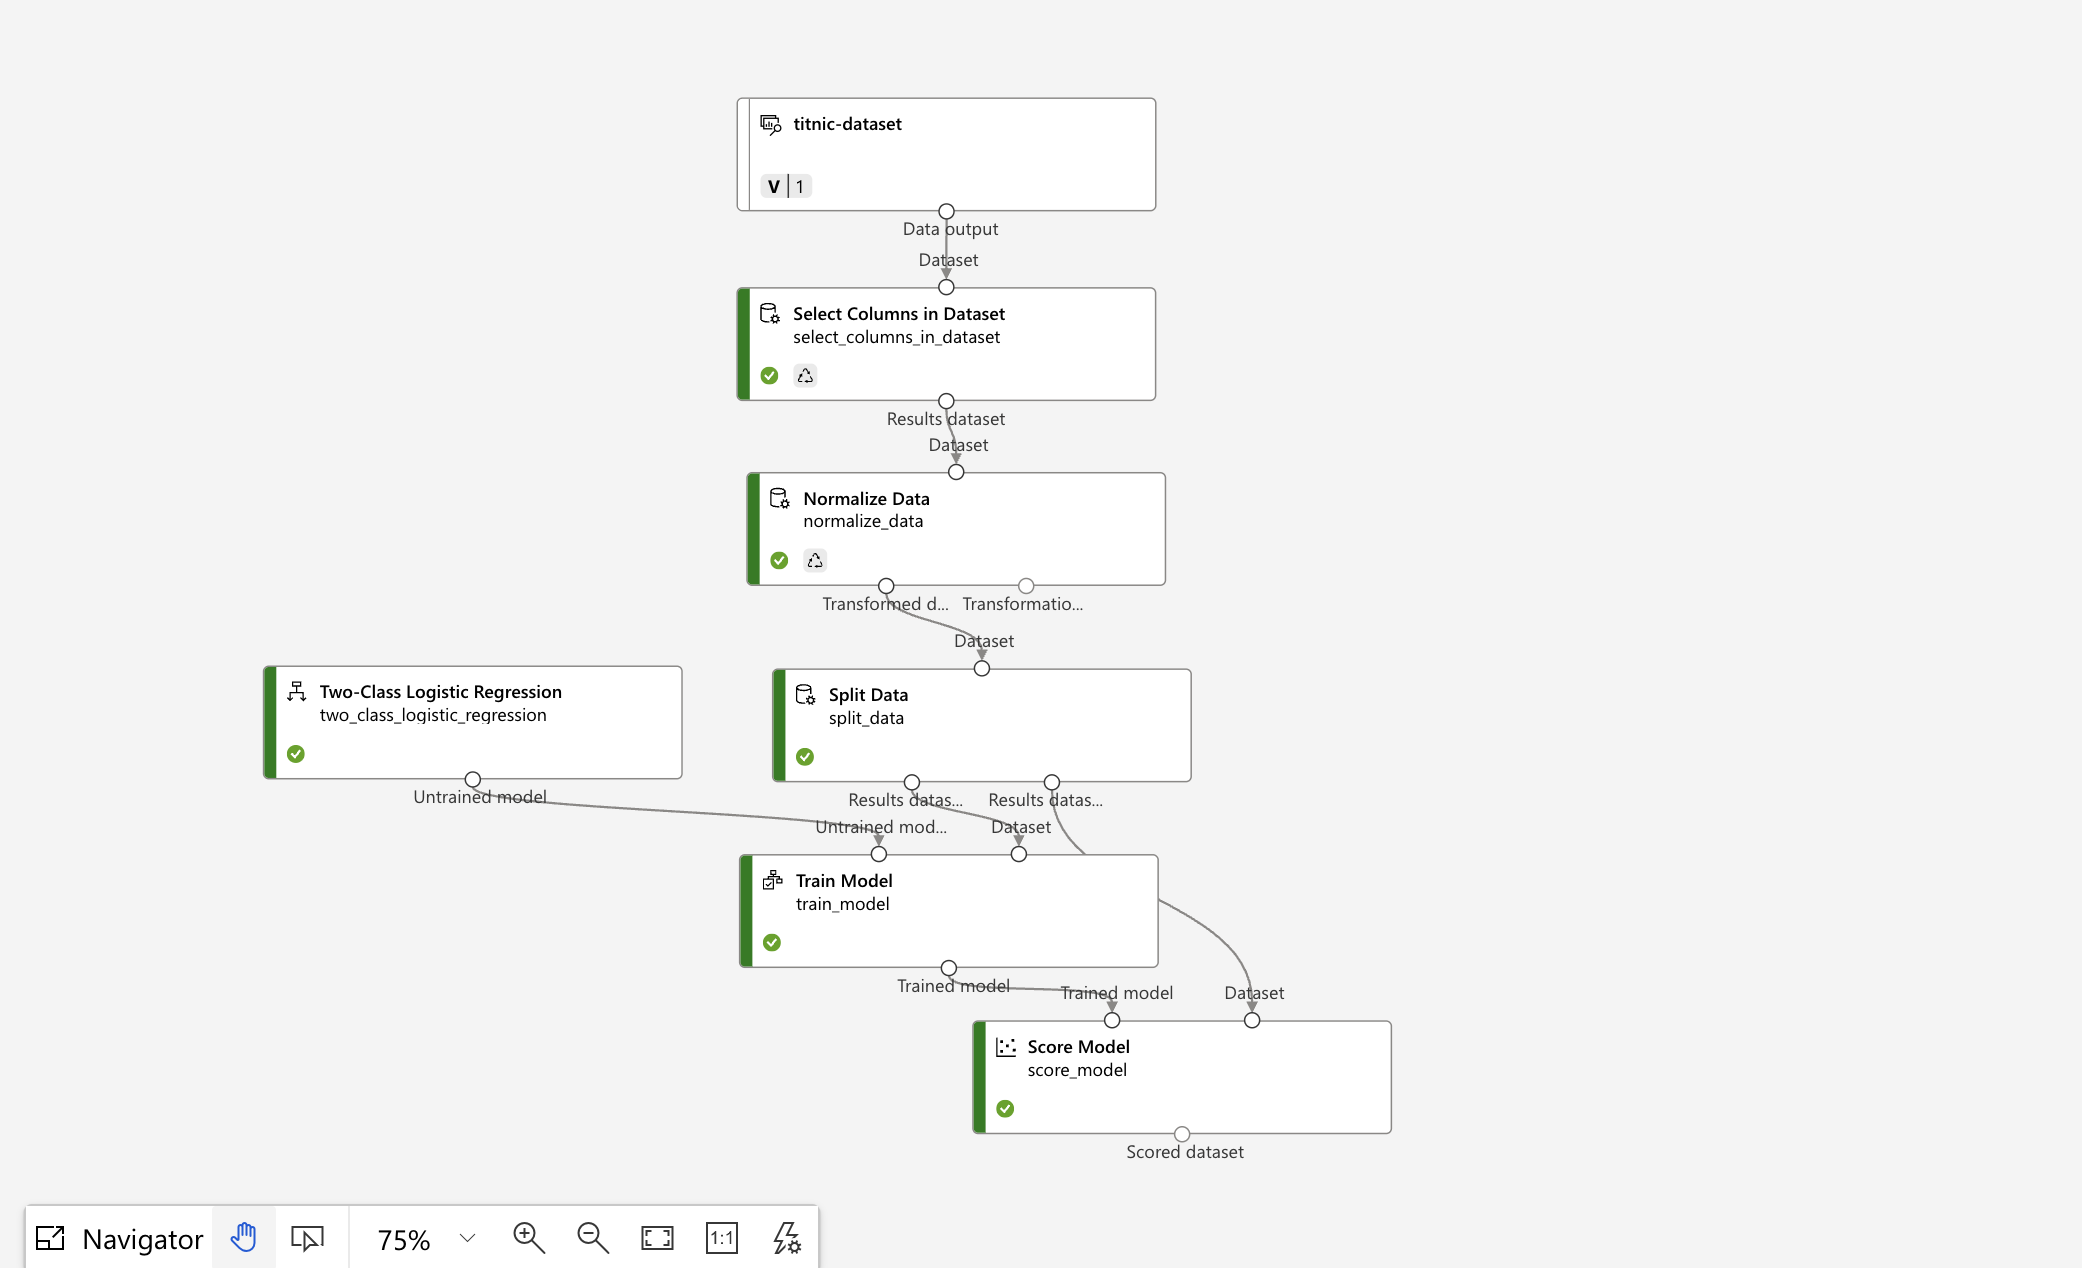 titnic-dataset
V | 1
Data output
Dataset
Select Columns in Dataset
select_columns_in_dataset
Results dataset
Dataset
Normalize Data
normalize_data
Transformed d... Transformatio...
Dataset
Two-Class Logistic Regression
two_class_logistic_regression
Untrained model
Split Data
split_data
Results datas... Results datas...
Untrained mod... Dataset
Train Model
train_model
Trained model
Trained model Dataset
Score Model
score_model
Scored dataset
Navigator 75% 1:1